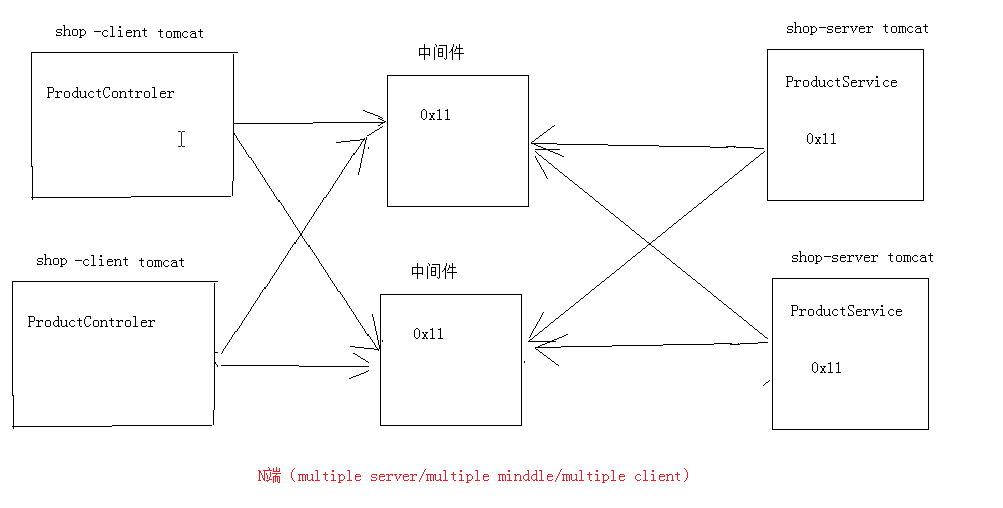 shop -client tomcat
中间件
shop-server tomcat
ProductControler
0x11
ProductService
0x11
shop -client tomcat
中间件
shop-server tomcat
ProductControler
0x11
ProductService
0x11
N端（multiple server/multiple minddle/multiple client）